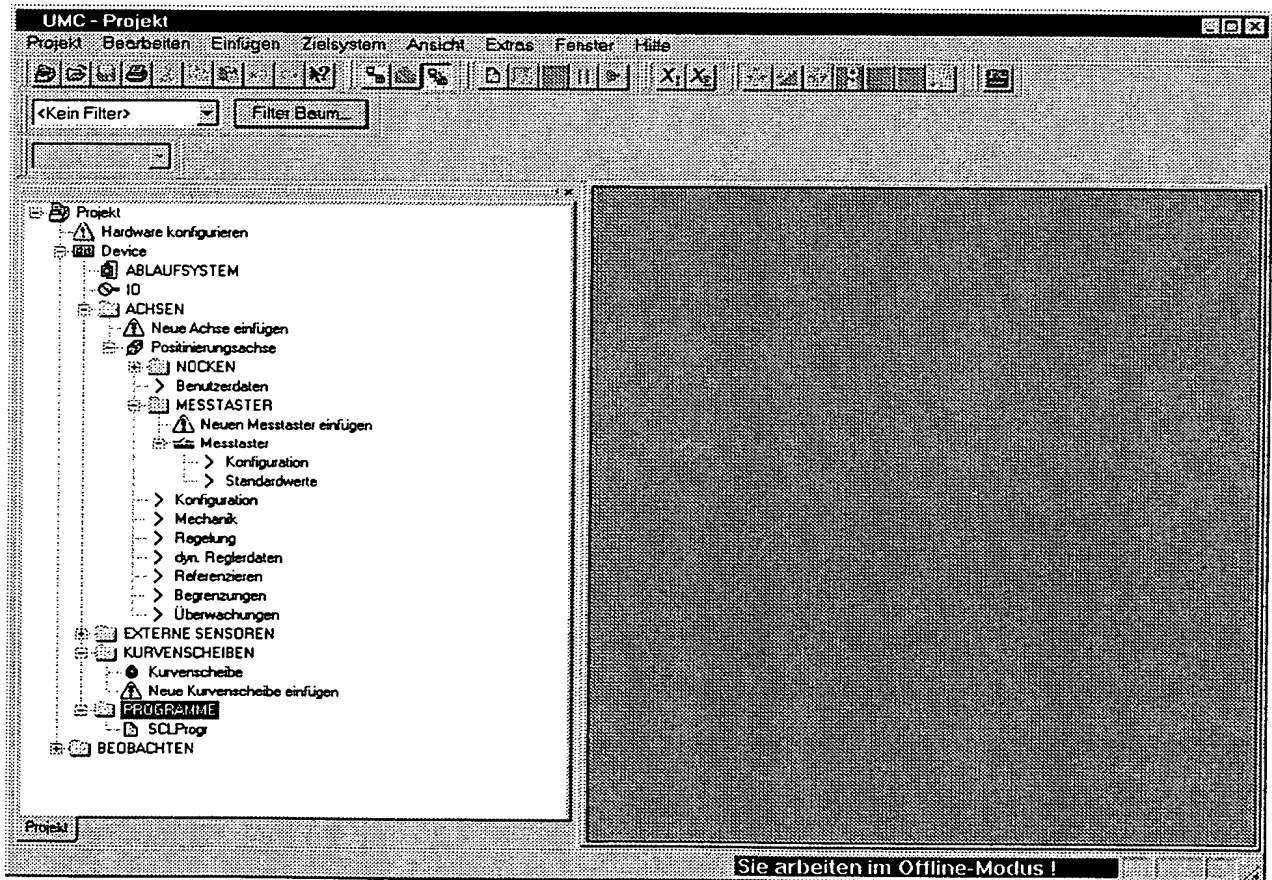 UMC - Projekt
Projekt Bearbeiten Einfügen Zielsystem Ansicht Extras Fenster Hilfe
<Kein Filter> Filter Baum...
Projekt
Hardware konfigurieren
Device
ABLAUFSYSTEM
IO
ACHSEN
Neue Achse einfügen
Positinierungsachse
NOCKEN
Benutzerdaten
MESSTASTER
Neuen Messtaster einfügen
Messtaster
Konfiguration
Standardwerte
Konfiguration
Mechanik
Regelung
dyn. Reglerdaten
Referenzieren
Begrenzungen
Überwachungen
EXTERNE SENSOREN
KURVENSCHEIBEN
Kurvenscheibe
Neue Kurvenscheibe einfügen
PROGRAMME
SCLProgr
BEOBACHTEN
Projekt
Sie arbeiten im Offline-Modus !